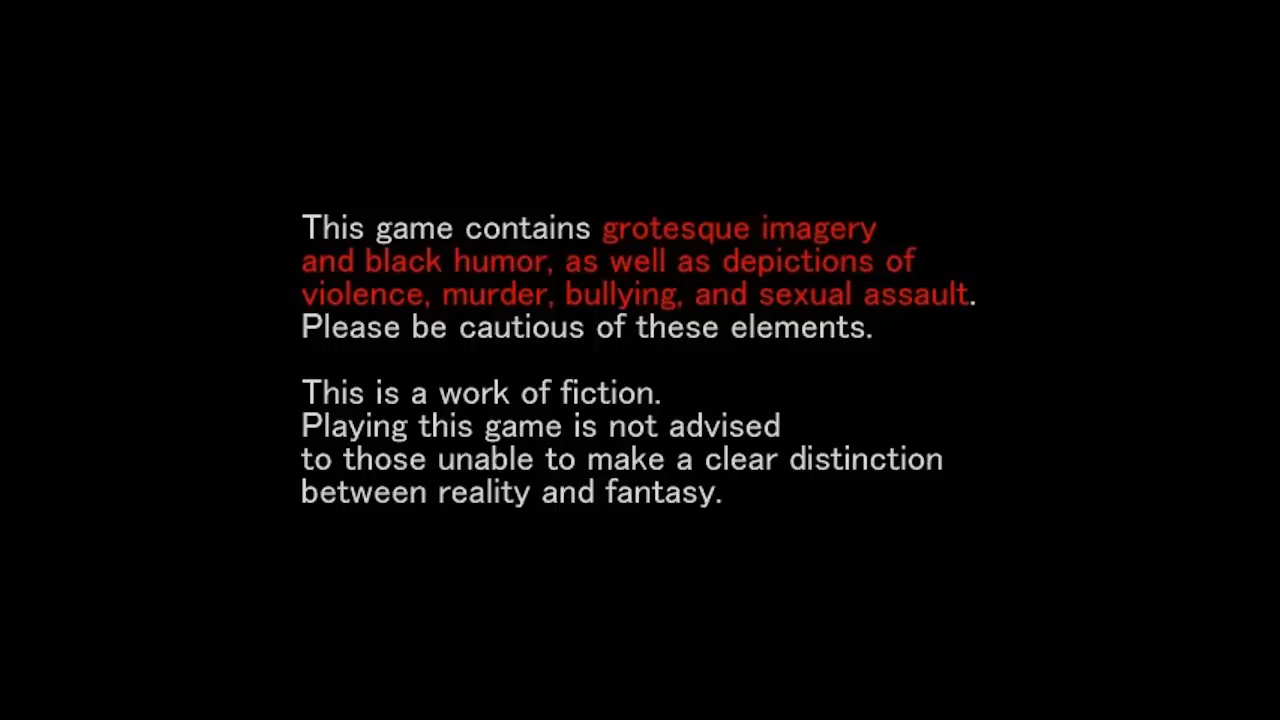 This game contains grotesque imagery
and black humor, as well as depictions of
violence, murder, bullying, and sexual assault.
Please be cautious of these elements.
This is a work of fiction.
Playing this game is not advised
to those unable to make a clear distinction
between reality and fantasy.